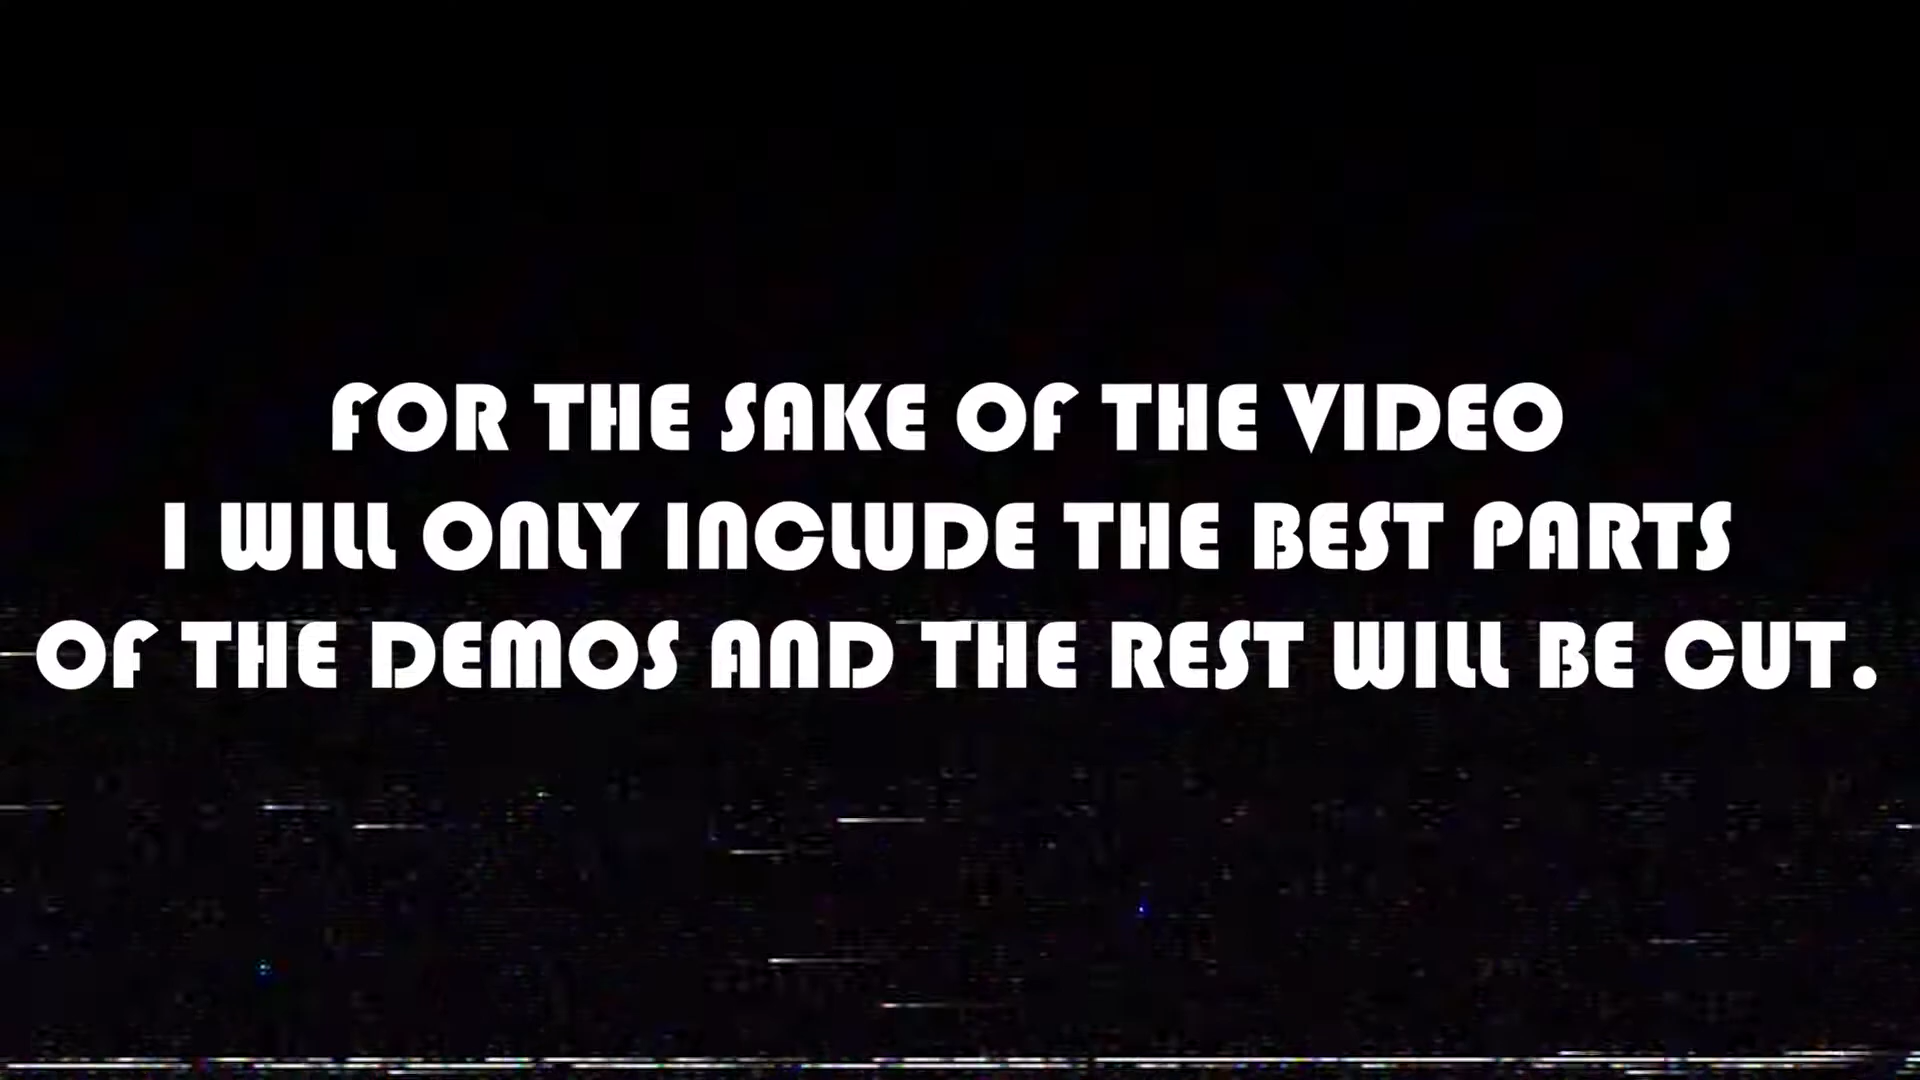 FOR THE SAKE OF THE VIDEO
I WILL ONLY INCLUDE THE BEST PARTS
OF THE DEMOS AND THE REST WILL BE CUT.